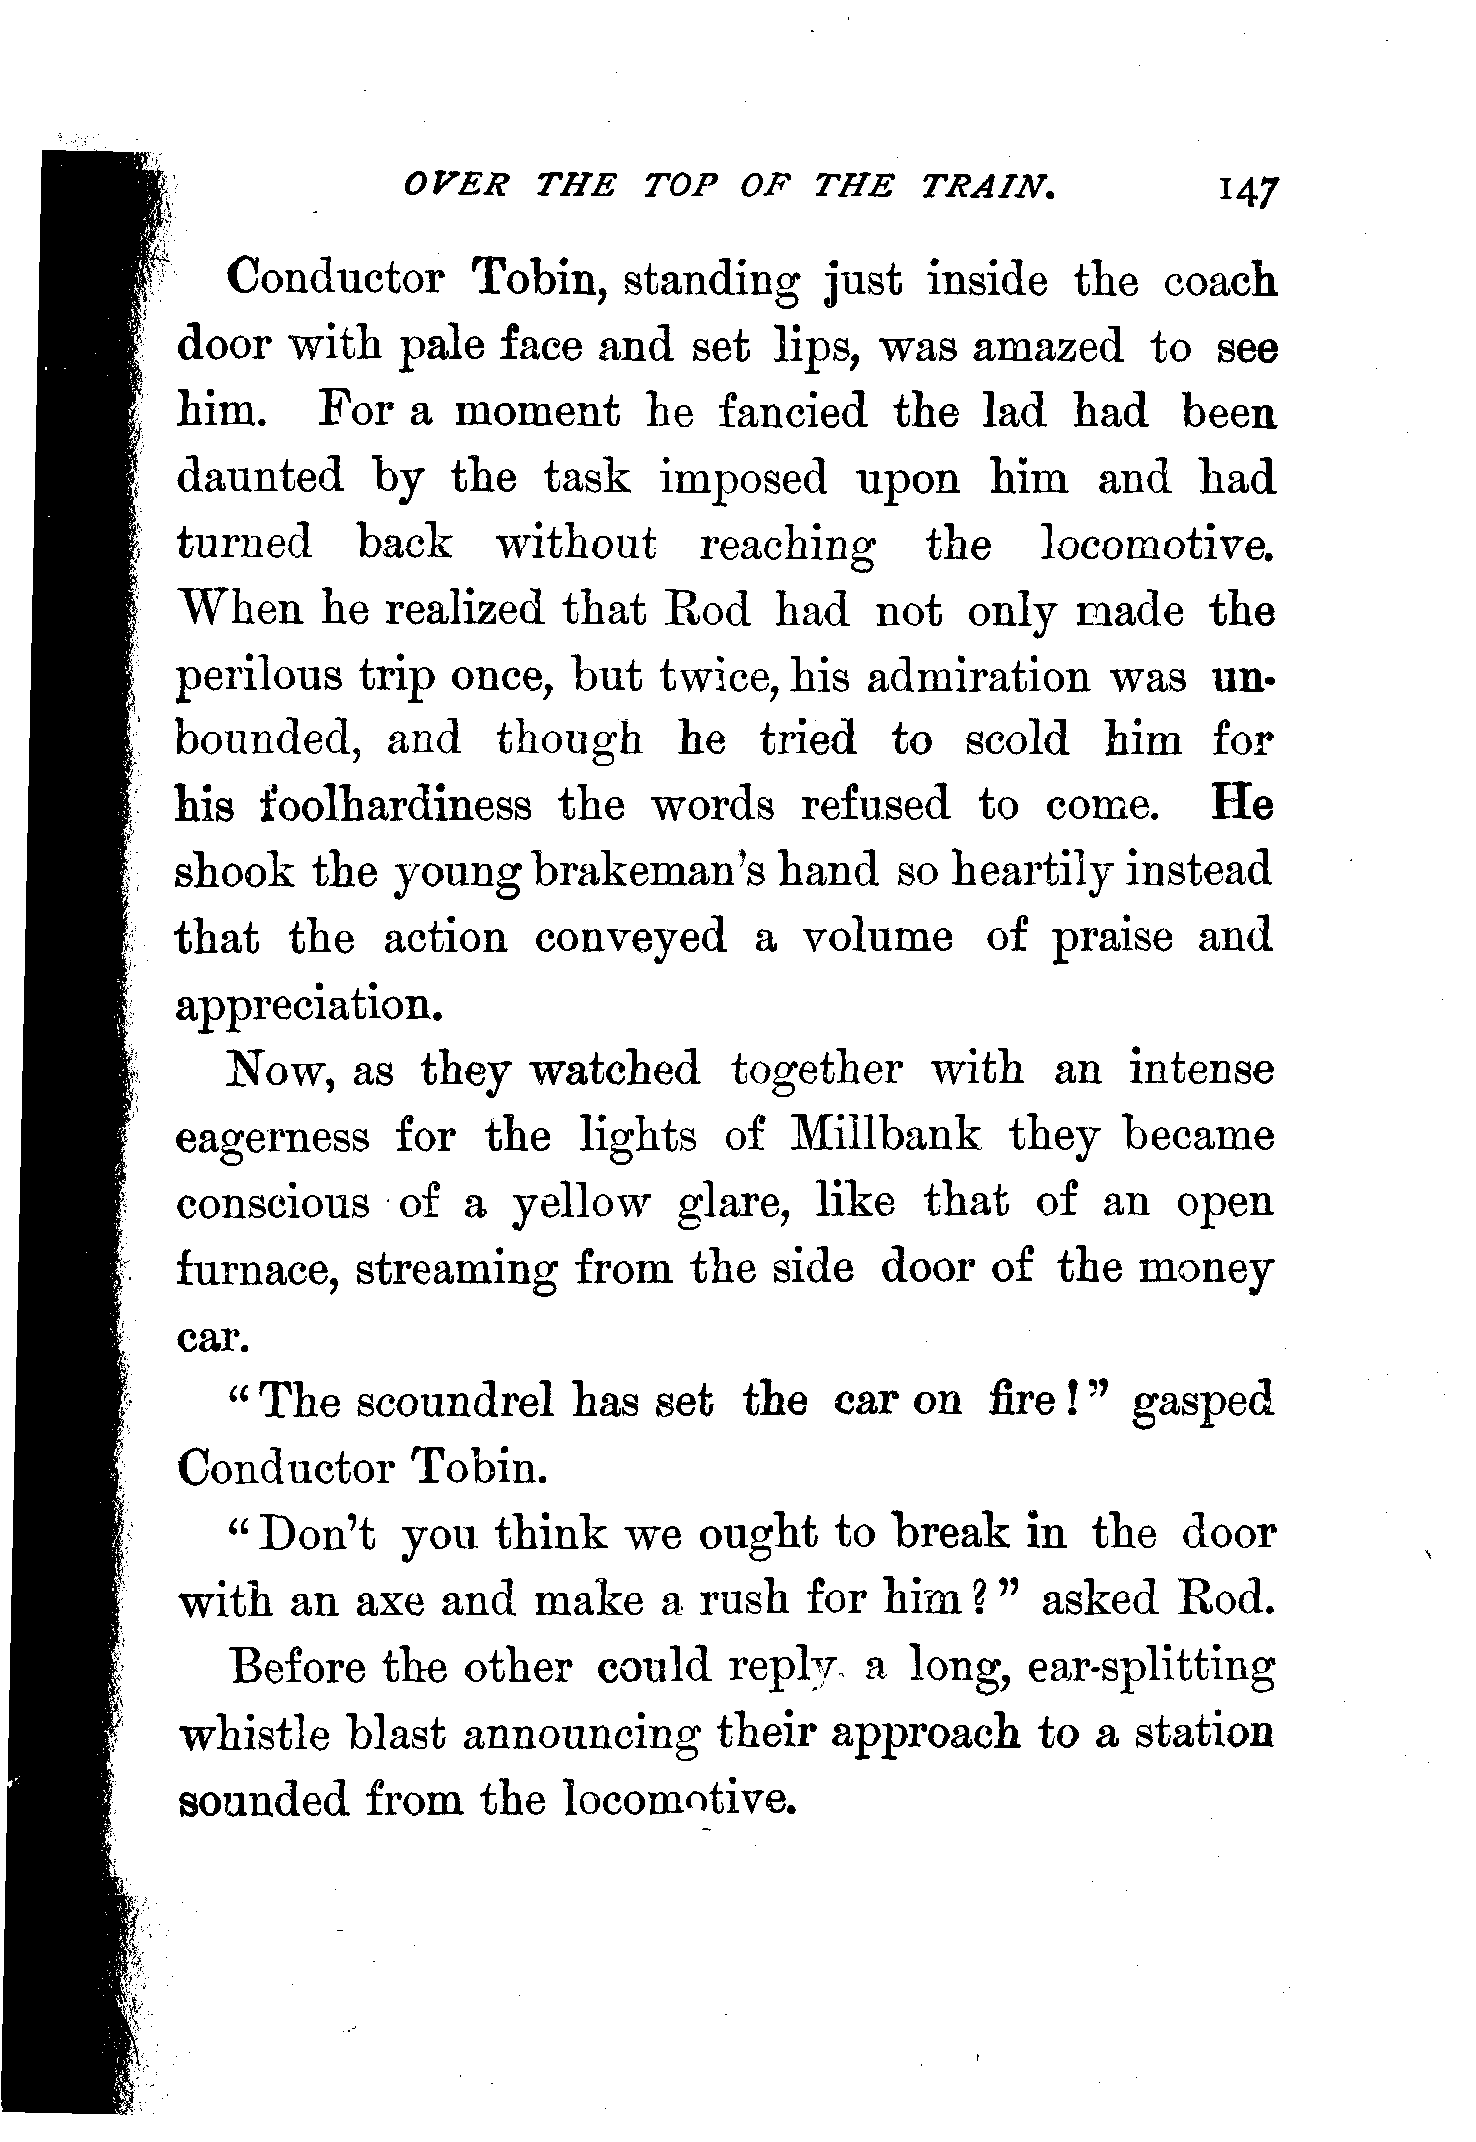 OVER THE TOP OF THE TRAIN. 147
Conductor Tobin, standing just inside the coach
door with pale face and set lips, was amazed to see
him. For a moment he fancied the lad had been
daunted by the task imposed upon him and had
turned back without reaching the locomotive.
When he realized that Rod had not only made the
perilous trip once, but twice, his admiration was un-
bounded, and though he tried to scold him for
his foolhardiness the words refused to come. He
shook the young brakeman's hand so heartily instead
that the action conveyed a volume of praise and
appreciation.
Now, as they watched together with an intense
eagerness for the lights of Millbank they became
conscious of a yellow glare, like that of an open
furnace, streaming from the side door of the money
car.
“The scoundrel has set the car on fire!” gasped
Conductor Tobin.
“Don't you think we ought to break in the door
with an axe and make a rush for him?” asked Rod.
Before the other could reply a long, ear-splitting
whistle blast announcing their approach to a station
sounded from the locomotive.